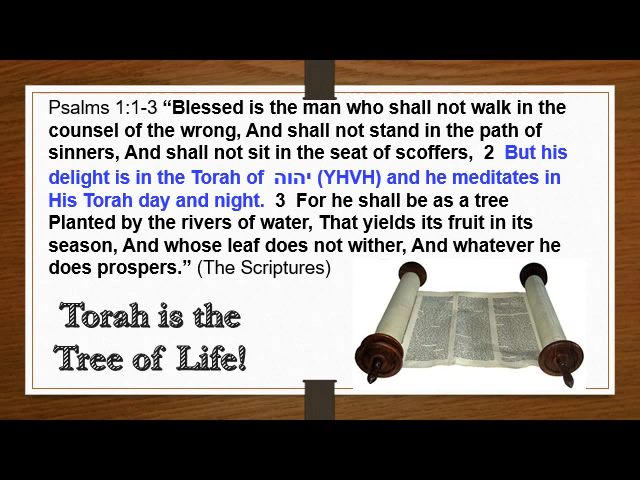 Psalms 1:1-3 “Blessed is the man who shall not walk in the
counsel of the wrong, And shall not stand in the path of
sinners, And shall not sit in the seat of scoffers,  2  But his
delight is in the Torah of יהוה (YHVH) and he meditates in
His Torah day and night.  3  For he shall be as a tree
Planted by the rivers of water, That yields its fruit in its
season, And whose leaf does not wither, And whatever he
does prospers.” (The Scriptures)
Torah is the
Tree of Life!